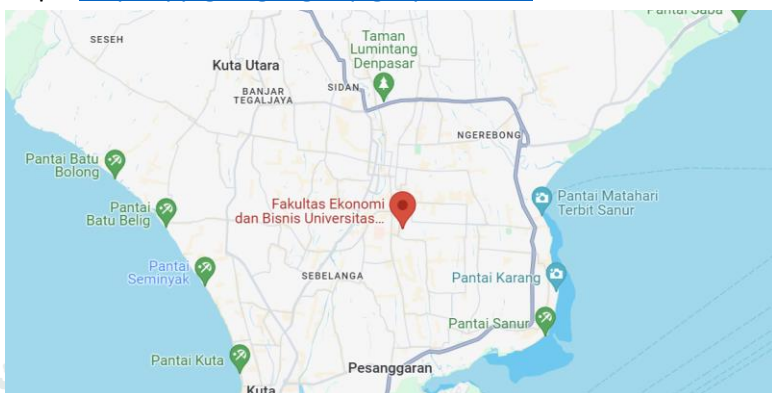 Pantai Saba
SESEH
Taman
Lumintang
Denpasar
Kuta Utara
BANJAR
TEGALJAYA
SIDAN
NGEREBONG
Pantai Batu
Bolong
Pantai
Batu Belig
Fakultas Ekonomi
dan Bisnis Universitas...
Pantai Matahari
Terbit Sanur
Pantai
Seminyak
SEBELANGA
Pantai Karang
Pantai Sanur
Pantai Kuta
Pesanggaran
Kuta